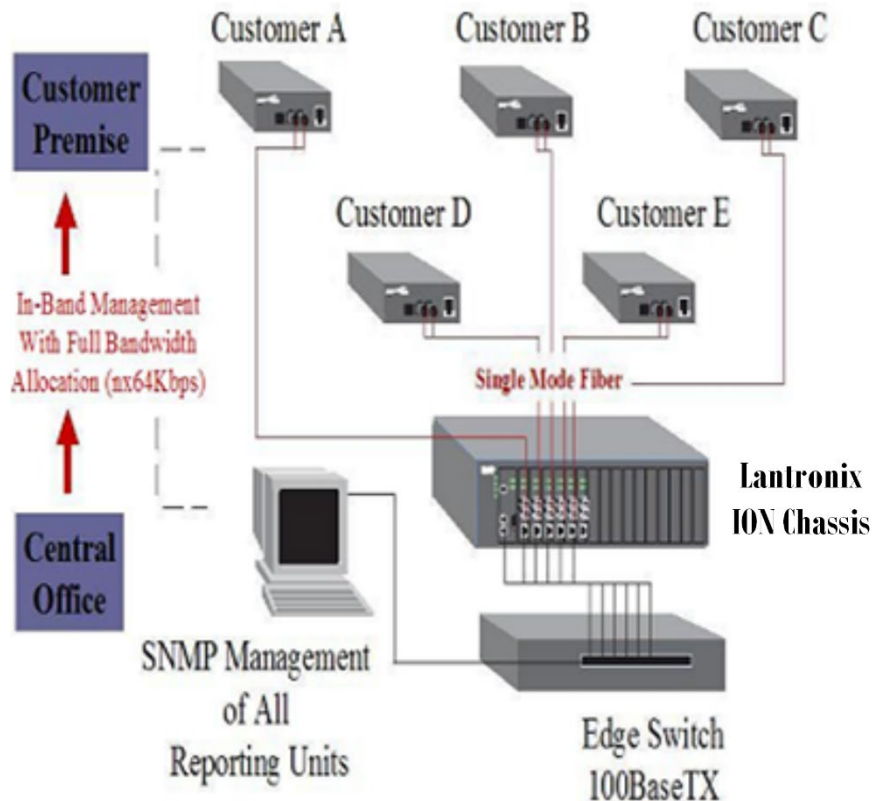 Customer A
Customer B
Customer C
Customer
Premise
Customer D
Customer E
In-Band Management
With Full Bandwidth
Allocation (nx64Kbps)
Single Mode Fiber
Lantronix
ION Chassis
Central
Office
SNMP Management
of All
Reporting Units
Edge Switch
100BaseTX